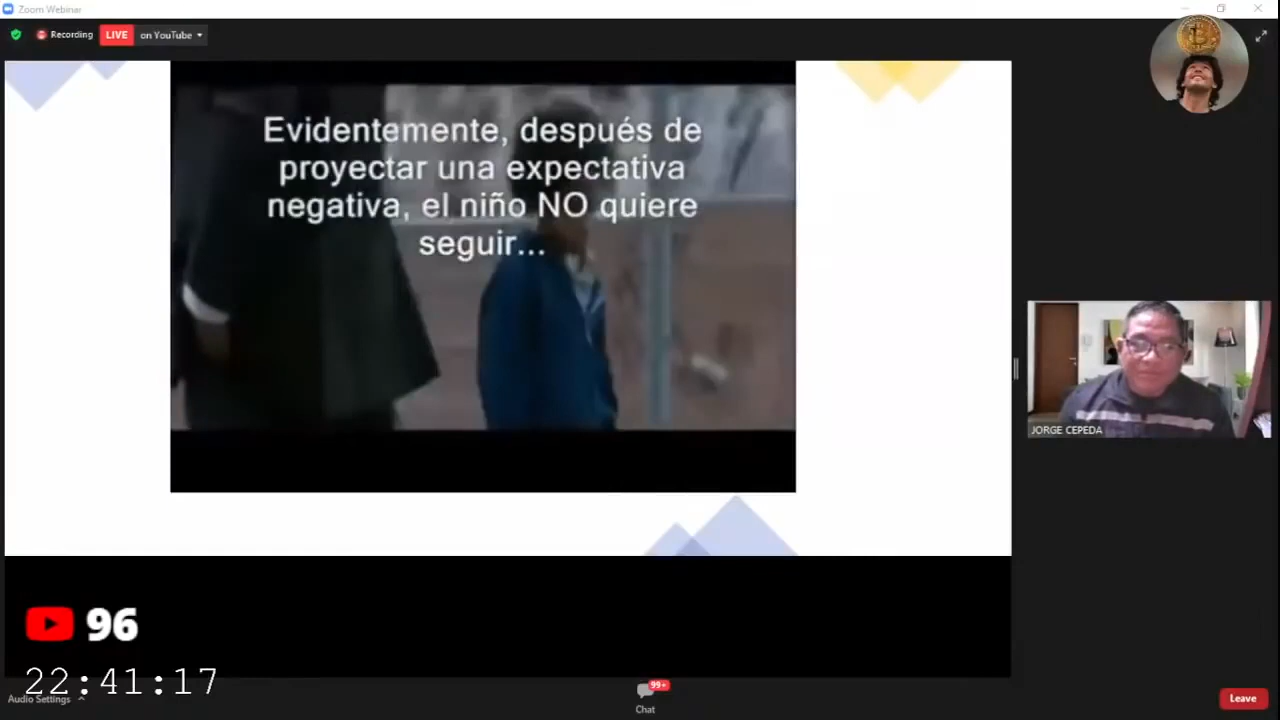 Zoom Webinar
Recording
LIVE
on YouTube
Evidentemente, después de
proyectar una expectativa
negativa, el niño NO quiere
seguir...
JORGE CEPEDA
96
22:41:17
Audio Settings
99+
Chat
Leave